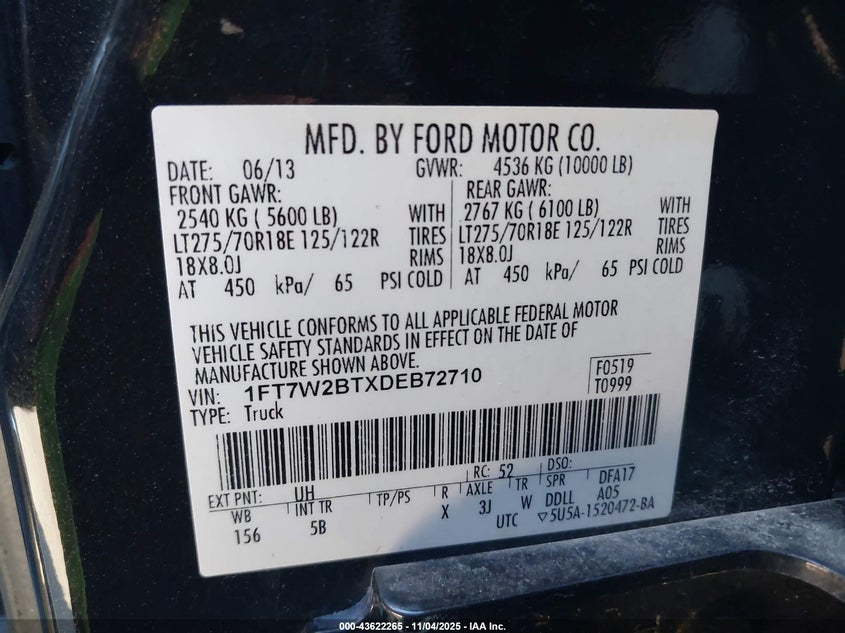 MFD. BY FORD MOTOR CO.
DATE: 06/13 GVWR: 4536 KG (10000 LB)
FRONT GAWR: REAR GAWR:
2540 KG ( 5600 LB) WITH 2767 KG ( 6100 LB) WITH
LT275/70R18E 125/122R TIRES LT275/70R18E 125/122R TIRES
18X8.0J RIMS 18X8.0J RIMS
AT 450 kPa/ 65 PSI COLD AT 450 kPa/ 65 PSI COLD
THIS VEHICLE CONFORMS TO ALL APPLICABLE FEDERAL MOTOR
VEHICLE SAFETY STANDARDS IN EFFECT ON THE DATE OF
MANUFACTURE SHOWN ABOVE.
VIN: 1FT7W2BTXDEB72710 F0519
TYPE: Truck T0999
EXT PNT: UH RC: 52 DSO:
WB INT TR TP/PS R AXLE TR SPR DFA17
156 5B X 3J W DDLL A05
UTC ▽5U5A-1520472-BA
000-43622265 - 11/04/2025 - IAA Inc.